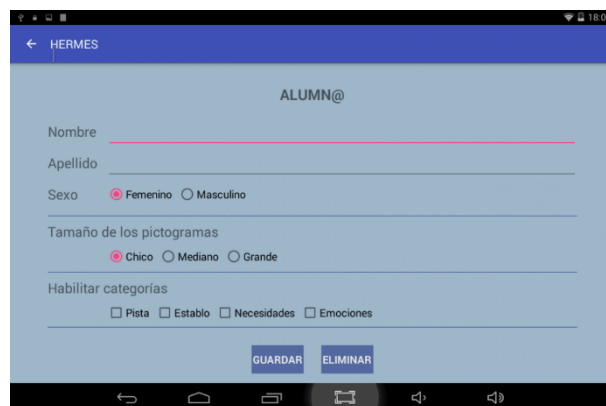 18:0
HERMES
ALUMN@
Nombre
Apellido
Sexo Femenino Masculino
Tamaño de los pictogramas
Chico Mediano Grande
Habilitar categorías
Pista Establo Necesidades Emociones
GUARDAR ELIMINAR